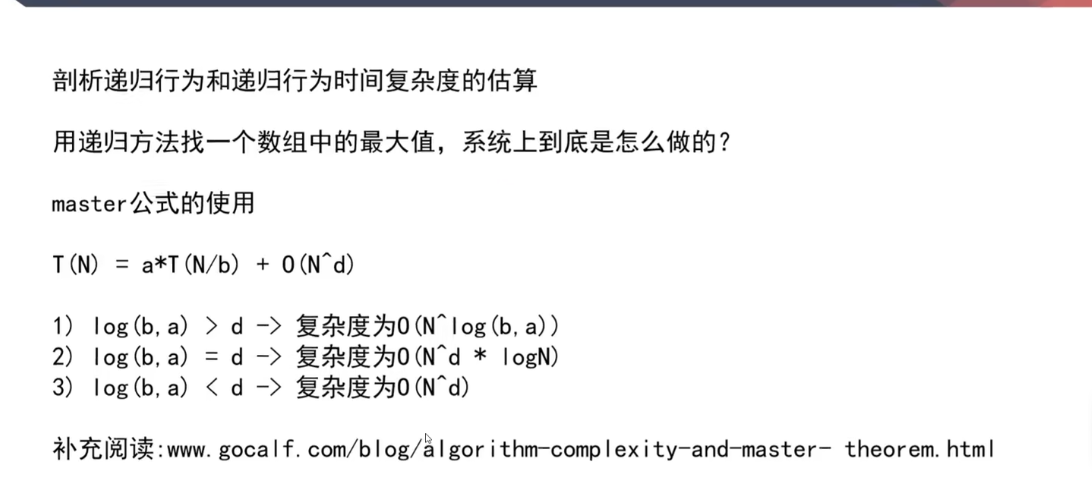 剖析递归行为和递归行为时间复杂度的估算
用递归方法找一个数组中的最大值，系统上到底是怎么做的？
master公式的使用
T(N) = a*T(N/b) + O(N^d)
1) log(b,a) > d -> 复杂度为O(N^log(b,a))
2) log(b,a) = d -> 复杂度为O(N^d * logN)
3) log(b,a) < d -> 复杂度为O(N^d)
补充阅读:www.gocalf.com/blog/algorithm-complexity-and-master- theorem.html